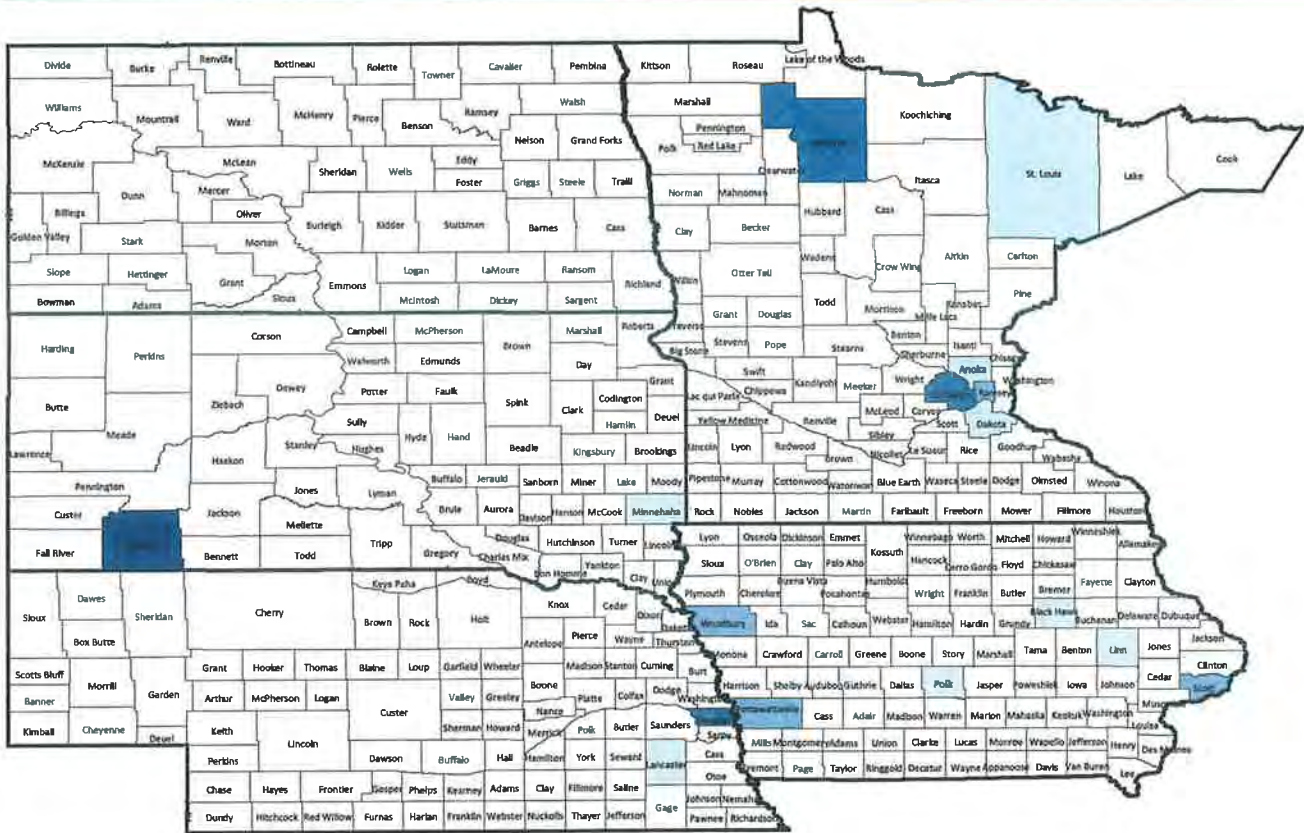 Divide Burke Renville Bottineau Rolette Towner Cavalier Pembina Kittson Roseau Lake of the Woods
Williams Mountrail Ward McHenry Pierce Benson Ramsey Walsh Marshall Koochiching
Nelson Grand Forks Pennington Polk Red Lake Clearwater St. Louis Lake Cook
McKenzie Dunn McLean Mercer Oliver Sheridan Wells Eddy Foster Griggs Steele Traill Norman Mahnomen Itasca
Billings Golden Valley Stark Morton Burleigh Kidder Stutsman Barnes Cass Clay Becker Hubbard Cass
Slope Hettinger Grant Sioux Emmons Logan LaMoure Ransom Richland Wilkin Otter Tail Wadena Crow Wing Aitkin Carlton
Bowman Adams McIntosh Dickey Sargent Todd Morrison Mille Lacs Kanabec Pine
Harding Perkins Corson Campbell McPherson Brown Marshall Roberts Traverse Grant Douglas
Walworth Edmunds Day Big Stone Stevens Pope Stearns Benton Sherburne Isanti Chisago
Butte Meade Ziebach Dewey Potter Faulk Spink Clark Codington Grant Swift Kandiyohi Meeker Wright Anoka Washington
Sully Hyde Hand Beadle Hamlin Deuel Lac qui Parle Chippewa McLeod Carver Ramsey Dakota
Lawrence Haakon Stanley Hughes Kingsbury Brookings Yellow Medicine Renville Sibley Scott Goodhue
Pennington Jones Lyman Buffalo Jerauld Sanborn Miner Lake Moody Lincoln Lyon Redwood Brown Nicollet Le Sueur Rice Wabasha
Custer Jackson Mellette Brule Aurora Davison Hanson McCook Minnehaha Pipestone Murray Cottonwood Watonwan Blue Earth Waseca Steele Dodge Olmsted Winona
Fall River Bennett Todd Tripp Gregory Charles Mix Douglas Hutchinson Turner Lincoln Rock Nobles Jackson Martin Faribault Freeborn Mower Fillmore Houston
Bon Homme Yankton Clay Union Lyon Osceola Dickinson Emmet Kossuth Winnebago Worth Mitchell Howard Winneshiek Allamakee
Sioux Dawes Sheridan Cherry Keya Paha Boyd Sioux O'Brien Clay Palo Alto Hancock Cerro Gordo Floyd Chickasaw Fayette Clayton
Box Butte Brown Rock Holt Knox Cedar Dixon Dakota Plymouth Cherokee Buena Vista Pocahontas Humboldt Wright Franklin Butler Bremer
Antelope Pierce Wayne Thurston Woodbury Ida Sac Calhoun Webster Hamilton Hardin Grundy Black Hawk Buchanan Delaware Dubuque
Scotts Bluff Morrill Garden Grant Hooker Thomas Blaine Loup Garfield Wheeler Boone Madison Stanton Cuming Burt Monona Crawford Carroll Greene Boone Story Marshall Tama Benton Linn Jones Jackson
Banner Arthur McPherson Logan Custer Valley Greeley Nance Platte Colfax Dodge Washington Harrison Shelby Audubon Guthrie Dallas Polk Jasper Poweshiek Iowa Johnson Cedar Clinton Scott
Kimball Cheyenne Deuel Keith Lincoln Sherman Howard Merrick Polk Butler Saunders Sarpy Pottawattamie Cass Adair Madison Warren Marion Mahaska Keokuk Washington Louisa
Perkins Dawson Buffalo Hall Hamilton York Seward Lancaster Cass Mills Montgomery Adams Union Clarke Lucas Monroe Wapello Jefferson Henry Des Moines
Chase Hayes Frontier Gosper Phelps Kearney Adams Clay Fillmore Saline Otoe Fremont Page Taylor Ringgold Decatur Wayne Appanoose Davis Van Buren Lee
Dundy Hitchcock Red Willow Furnas Harlan Franklin Webster Nuckolls Thayer Jefferson Gage Johnson Nemaha Pawnee Richardson